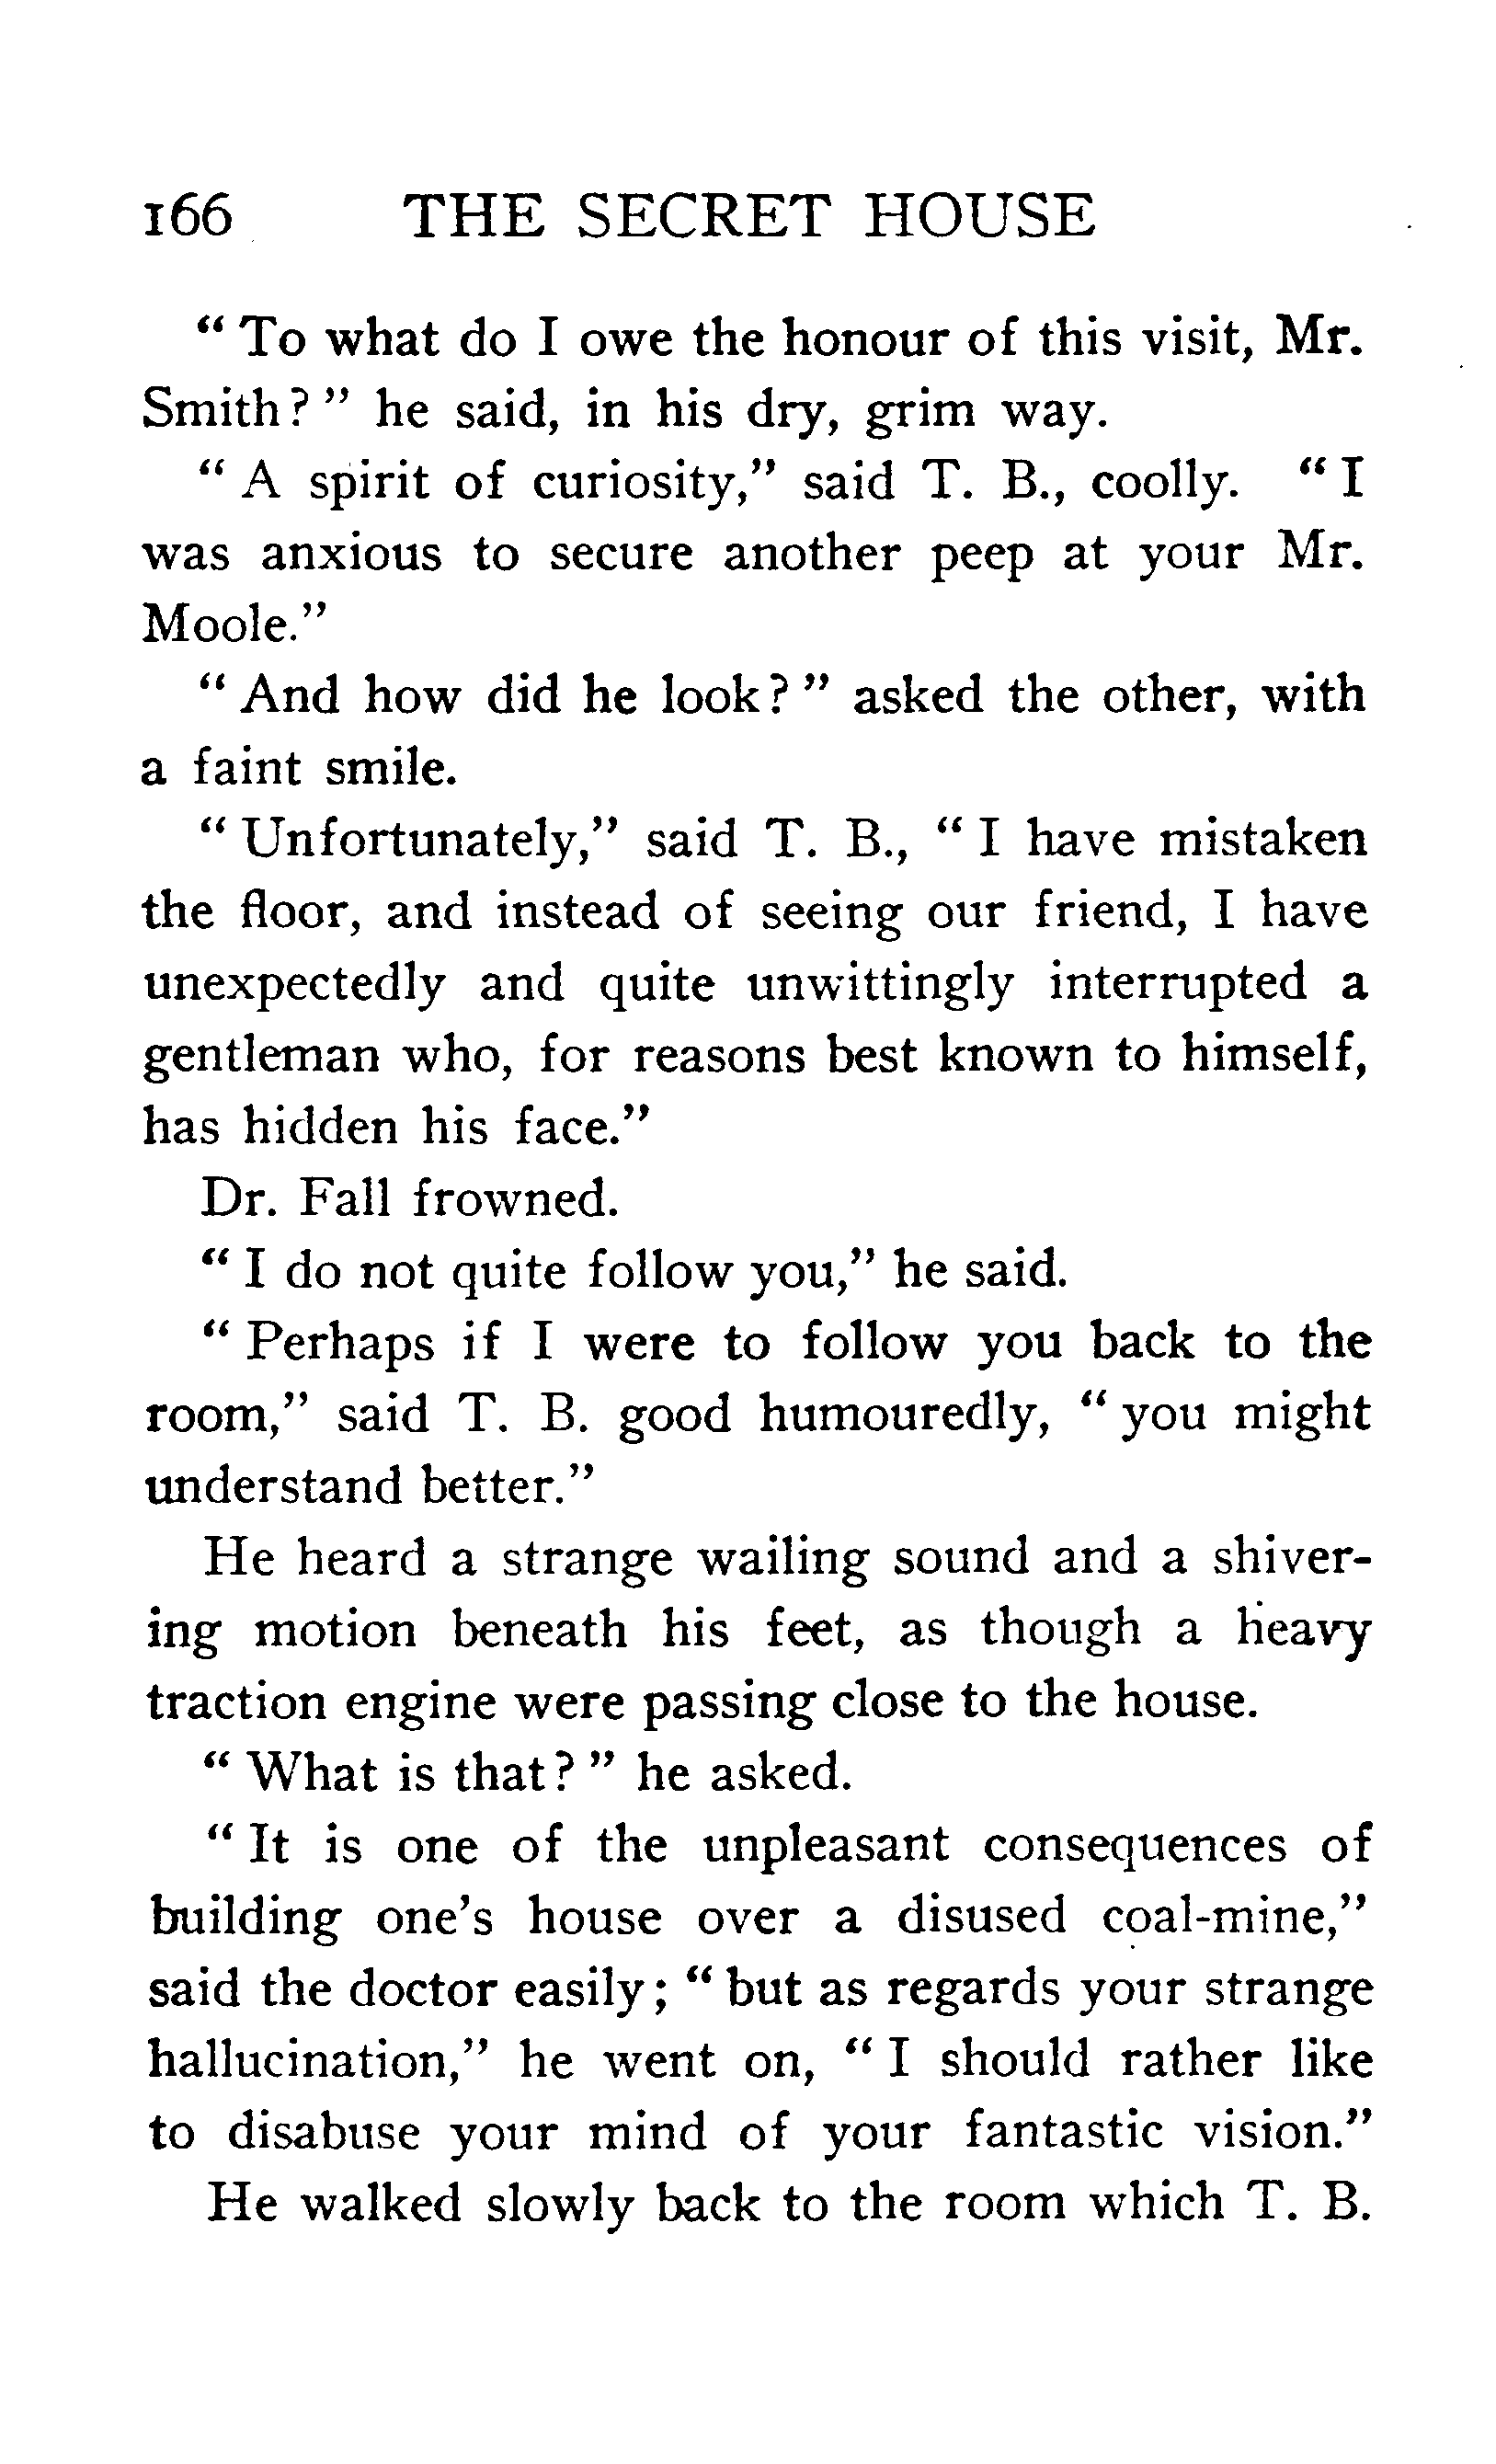 166 THE SECRET HOUSE
“ To what do I owe the honour of this visit, Mr.
Smith ? ” he said, in his dry, grim way.
“ A spirit of curiosity,” said T. B., coolly. “ I
was anxious to secure another peep at your Mr.
Moole.”
“ And how did he look ? ” asked the other, with
a faint smile.
“ Unfortunately,” said T. B., “ I have mistaken
the floor, and instead of seeing our friend, I have
unexpectedly and quite unwittingly interrupted a
gentleman who, for reasons best known to himself,
has hidden his face.”
Dr. Fall frowned.
“ I do not quite follow you,” he said.
“ Perhaps if I were to follow you back to the
room,” said T. B. good humouredly, “ you might
understand better.”
He heard a strange wailing sound and a shiver-
ing motion beneath his feet, as though a heavy
traction engine were passing close to the house.
“ What is that ? ” he asked.
“ It is one of the unpleasant consequences of
building one’s house over a disused coal-mine,”
said the doctor easily ; “ but as regards your strange
hallucination,” he went on, “ I should rather like
to disabuse your mind of your fantastic vision.”
He walked slowly back to the room which T. B.